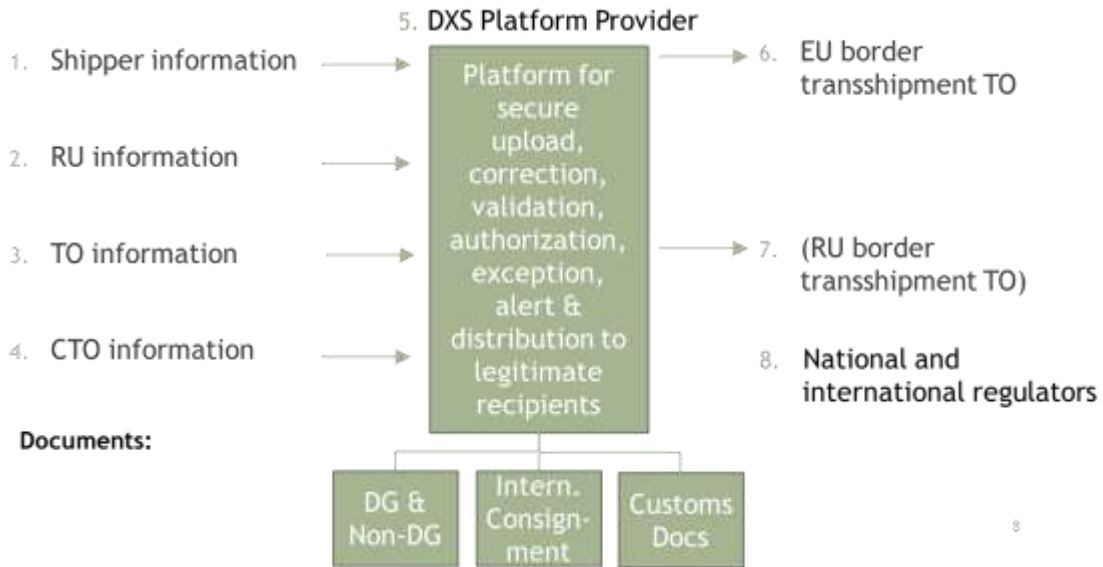 5. DXS Platform Provider
1. Shipper information
2. RU information
3. TO information
4. CTO information
Platform for
secure
upload,
correction,
validation,
authorization,
exception,
alert &
distribution to
legitimate
recipients
6. EU border
transshipment TO
7. (RU border
transshipment TO)
8. National and
international regulators
Documents:
DG &
Non-DG
Intern.
Consign-
ment
Customs
Docs
8